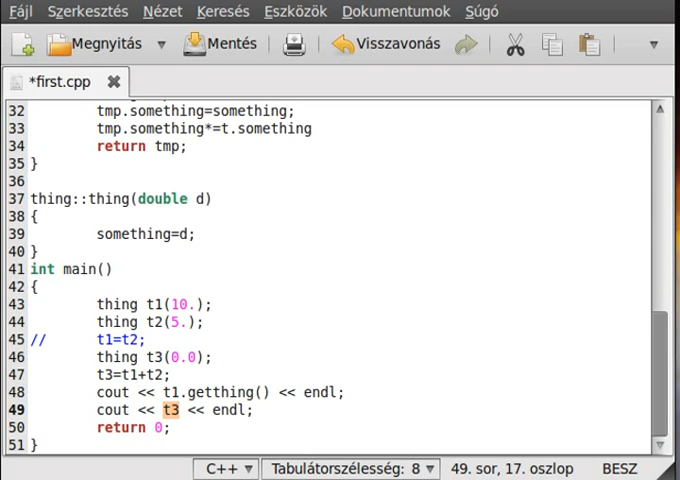 Fájl Szerkesztés Nézet Keresés Eszközök Dokumentumok Súgó
Megnyitás Mentés Visszavonás
*first.cpp
32 tmp.something=something;
33 tmp.something*=t.something
34 return tmp;
35 }
36
37 thing::thing(double d)
38 {
39 something=d;
40 }
41 int main()
42 {
43 thing t1(10.);
44 thing t2(5.);
45 // t1=t2;
46 thing t3(0.0);
47 t3=t1+t2;
48 cout << t1.getthing() << endl;
49 cout << t3 << endl;
50 return 0;
51 }
C++ Tabulátorszélesség: 8 49. sor, 17. oszlop BESZ